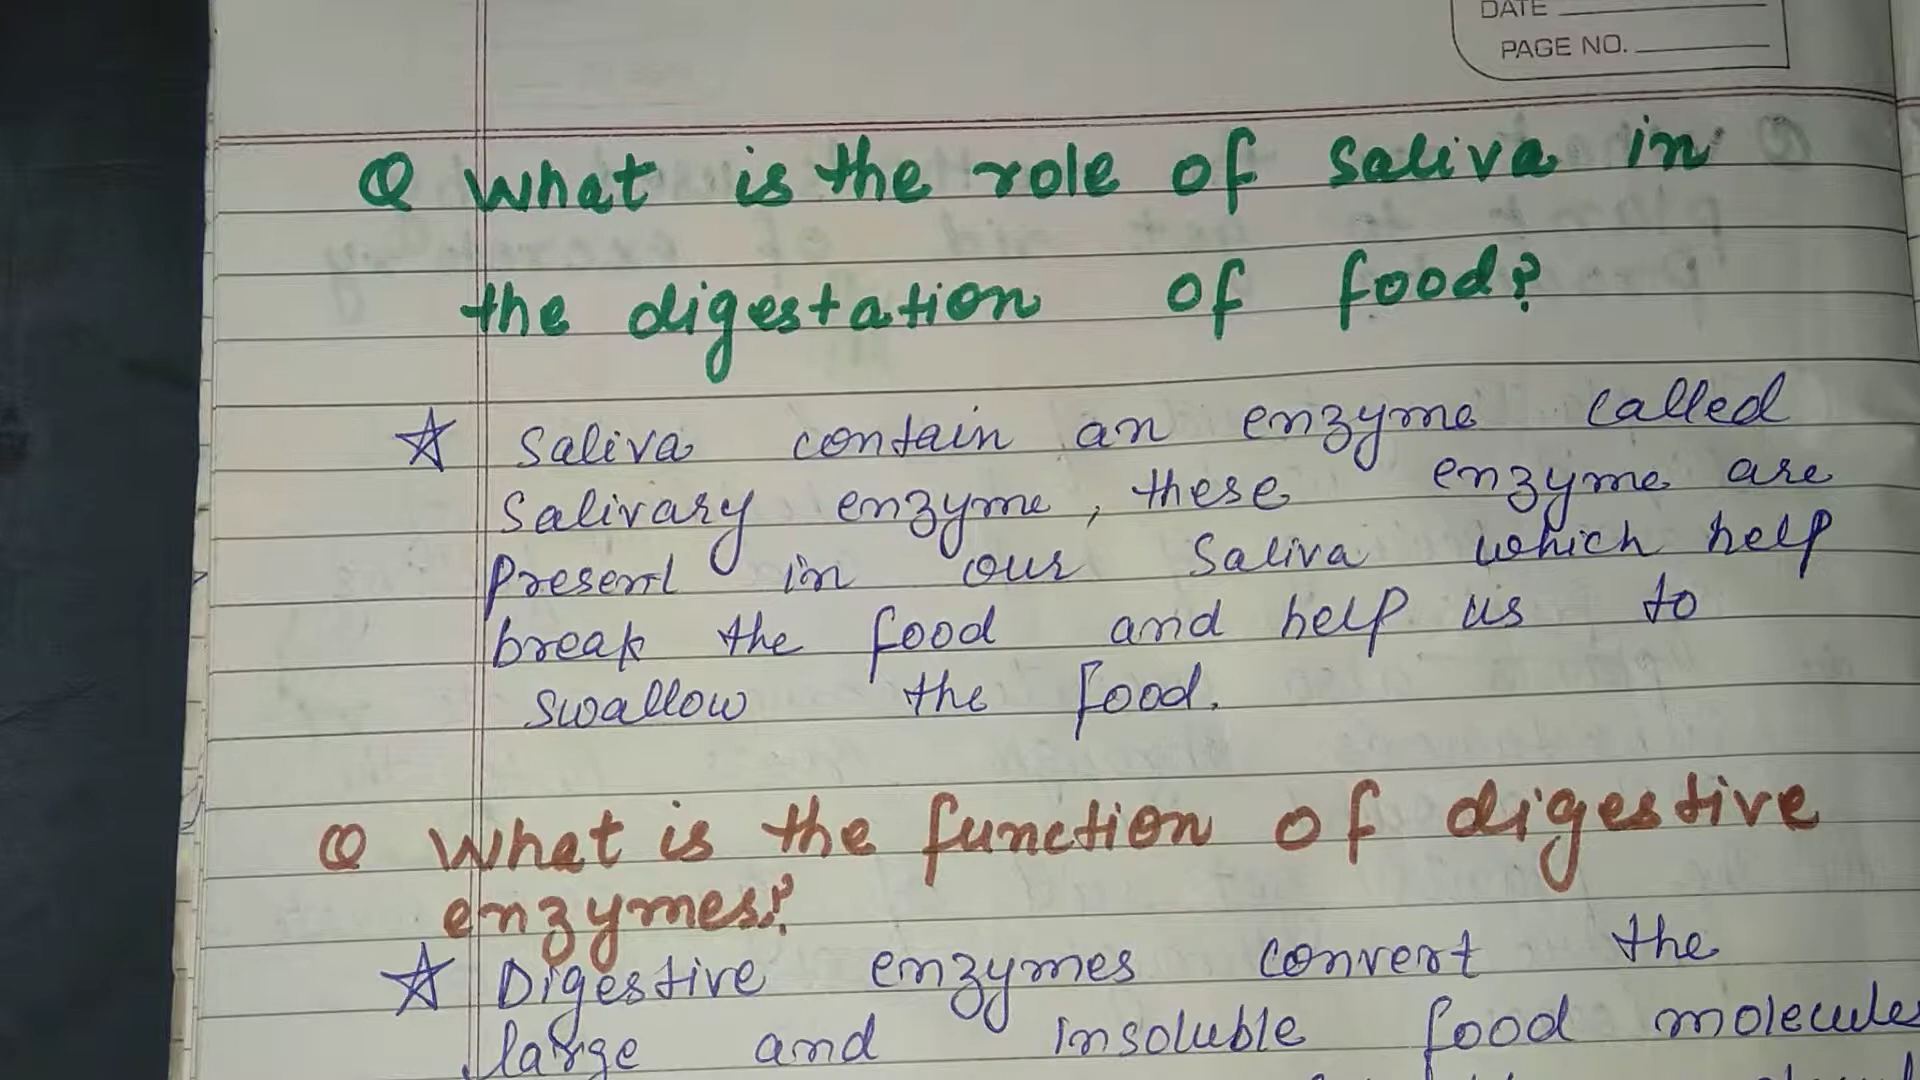 DATE
PAGE NO.
Q What is the role of saliva in
the digestation of food?
☆ Saliva contain an enzyme called
Salivary enzyme, these enzyme are
Present in our Saliva which help
break the food and help us to
swallow the food.
Q What is the function of digestive
enzymes?
☆ Digestive enzymes convert the
large and insoluble food molecules